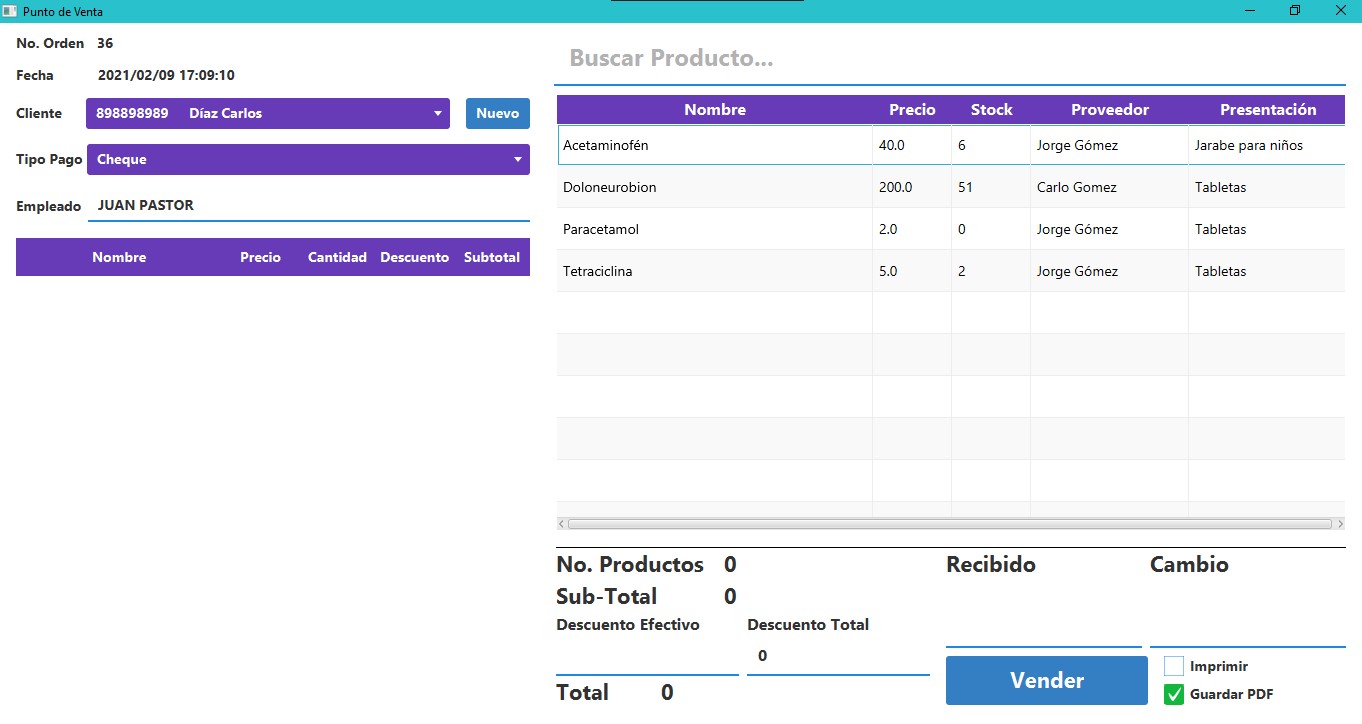 Punto de Venta
No. Orden 36
Fecha 2021/02/09 17:09:10
Cliente 898898989 Díaz Carlos Nuevo
Tipo Pago Cheque
Empleado JUAN PASTOR
Nombre Precio Cantidad Descuento Subtotal
Buscar Producto...
Nombre Precio Stock Proveedor Presentación
Acetaminofén 40.0 6 Jorge Gómez Jarabe para niños
Doloneurobion 200.0 51 Carlo Gomez Tabletas
Paracetamol 2.0 0 Jorge Gómez Tabletas
Tetraciclina 5.0 2 Jorge Gómez Tabletas
No. Productos 0
Sub-Total 0
Descuento Efectivo Descuento Total
0
Total 0
Recibido Cambio
Vender
Imprimir
Guardar PDF